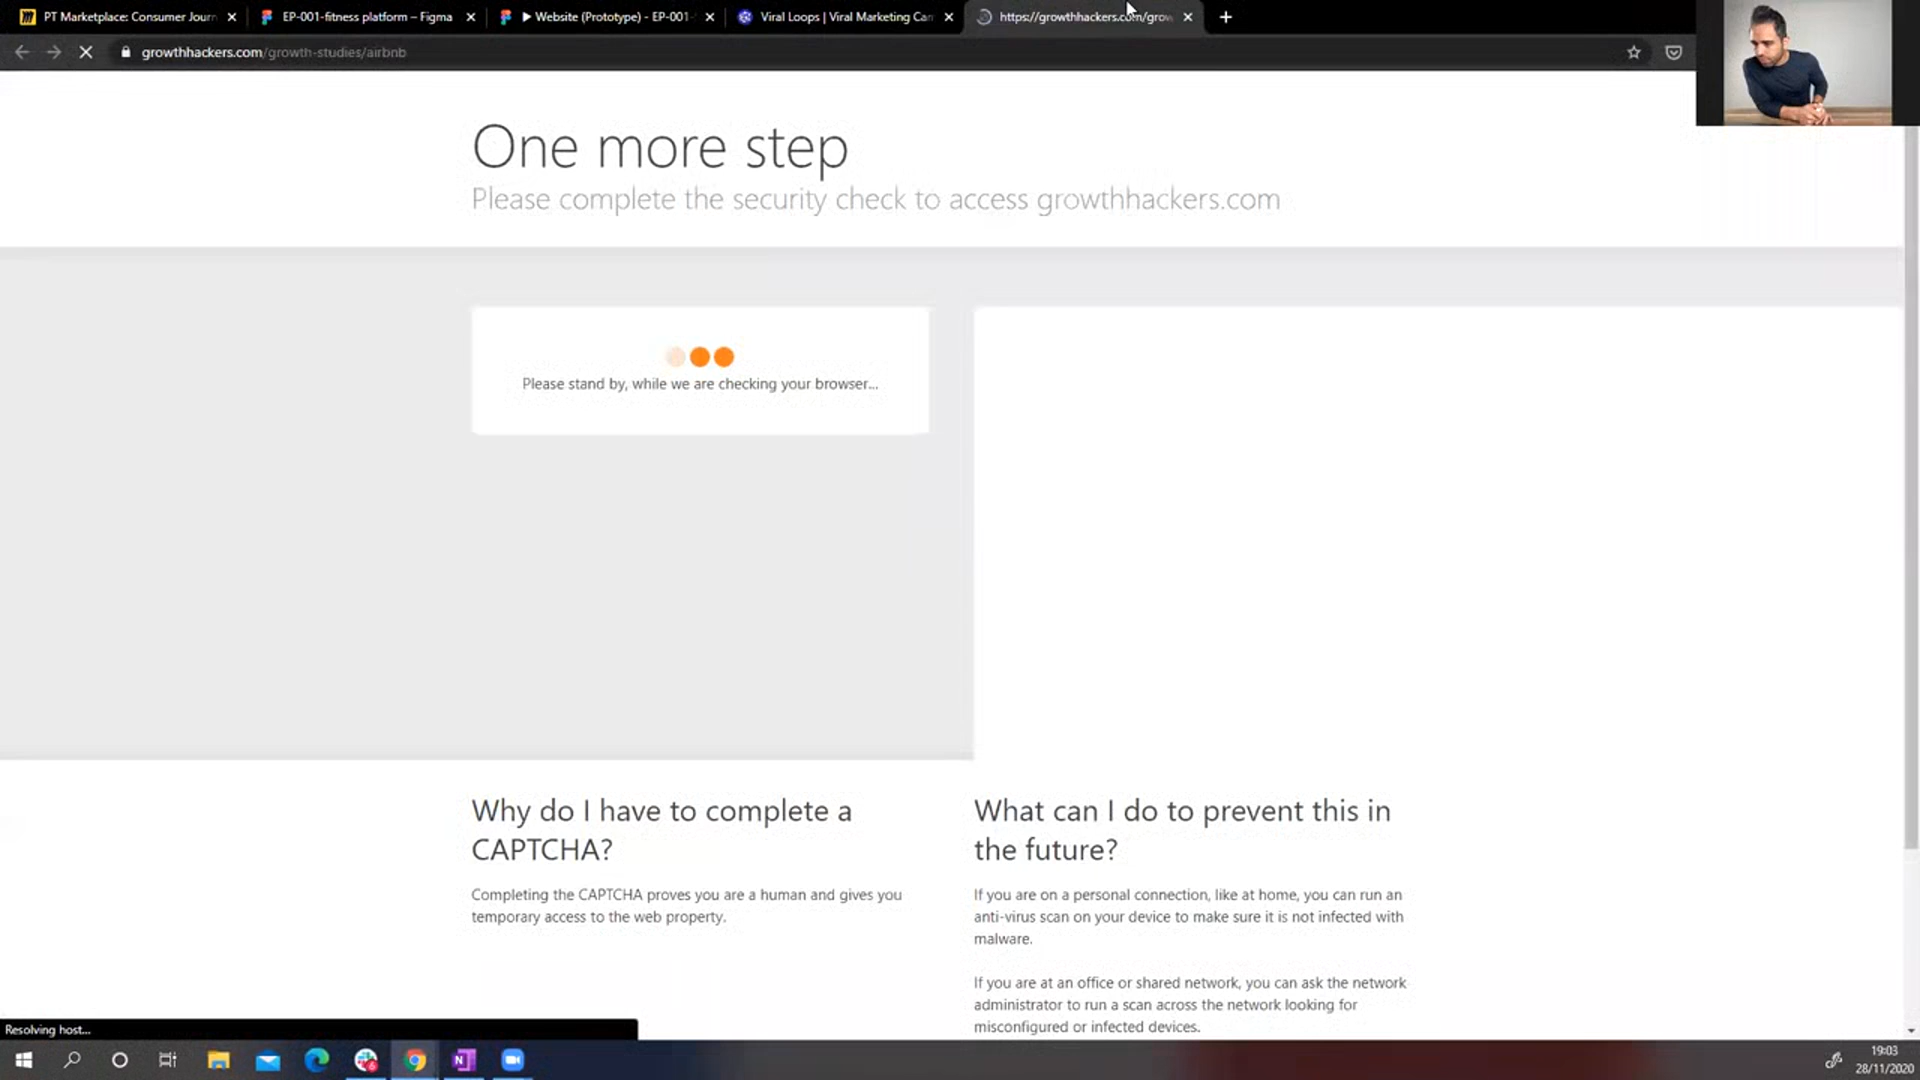 PT Marketplace: Consumer Journ
EP-001-fitness platform – Figma
Website (Prototype) - EP-001-
Viral Loops | Viral Marketing Cam
https://growthhackers.com/grow
growthhackers.com/growth-studies/airbnb
One more step
Please complete the security check to access growthhackers.com
Please stand by, while we are checking your browser...
Why do I have to complete a
CAPTCHA?
Completing the CAPTCHA proves you are a human and gives you
temporary access to the web property.
What can I do to prevent this in
the future?
If you are on a personal connection, like at home, you can run an
anti-virus scan on your device to make sure it is not infected with
malware.
If you are at an office or shared network, you can ask the network
administrator to run a scan across the network looking for
misconfigured or infected devices.
Resolving host...
19:03
28/11/2020